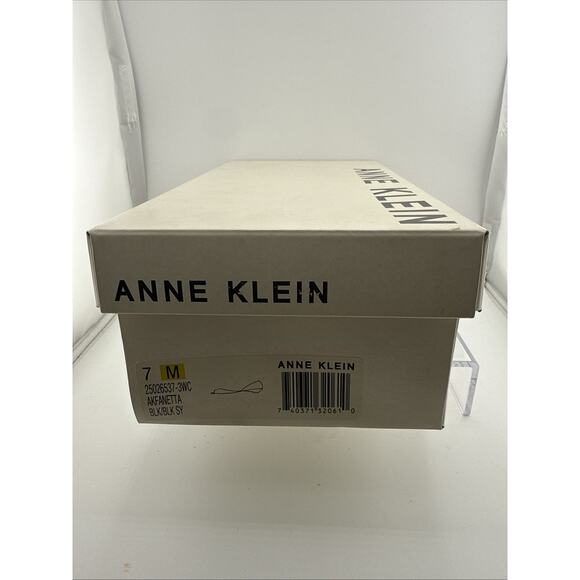 ANNE KLEIN
ANNE KLEIN
7 M
25026537-3WC
AKFANETTA
BLK/BLK SY
ANNE KLEIN
7 40371 32061 0